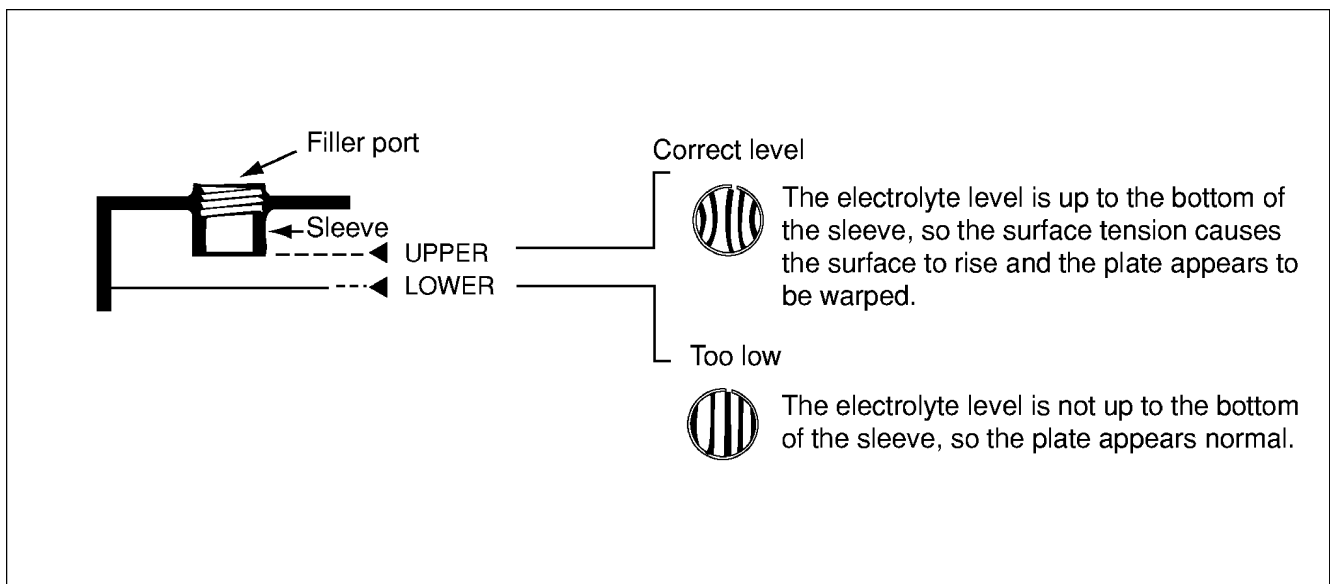 Filler port
Sleeve
UPPER
LOWER
Correct level
The electrolyte level is up to the bottom of
the sleeve, so the surface tension causes
the surface to rise and the plate appears to
be warped.
Too low
The electrolyte level is not up to the bottom
of the sleeve, so the plate appears normal.